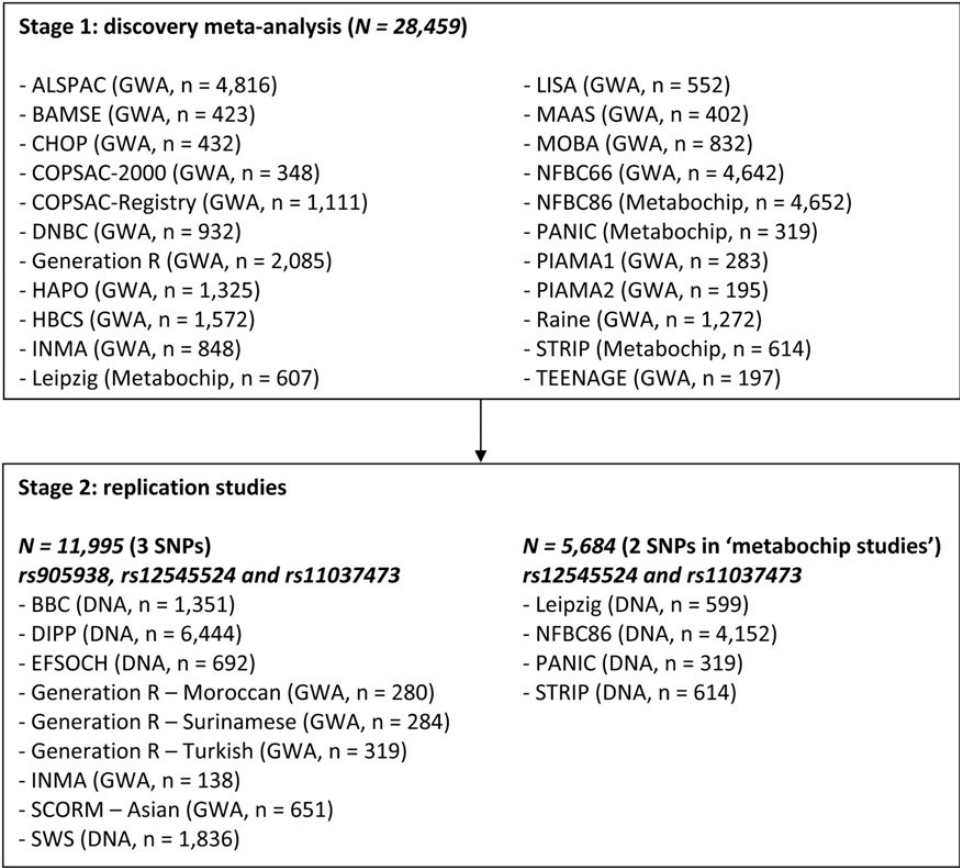 Stage 1: discovery meta-analysis (N = 28,459)
- ALSPAC (GWA, n = 4,816)
- BAMSE (GWA, n = 423)
- CHOP (GWA, n = 432)
- COPSAC-2000 (GWA, n = 348)
- COPSAC-Registry (GWA, n = 1,111)
- DNBC (GWA, n = 932)
- Generation R (GWA, n = 2,085)
- HAPO (GWA, n = 1,325)
- HBCS (GWA, n = 1,572)
- INMA (GWA, n = 848)
- Leipzig (Metabochip, n = 607)
- LISA (GWA, n = 552)
- MAAS (GWA, n = 402)
- MOBA (GWA, n = 832)
- NFBC66 (GWA, n = 4,642)
- NFBC86 (Metabochip, n = 4,652)
- PANIC (Metabochip, n = 319)
- PIAMA1 (GWA, n = 283)
- PIAMA2 (GWA, n = 195)
- Raine (GWA, n = 1,272)
- STRIP (Metabochip, n = 614)
- TEENAGE (GWA, n = 197)
Stage 2: replication studies
N = 11,995 (3 SNPs)
rs905938, rs12545524 and rs11037473
- BBC (DNA, n = 1,351)
- DIPP (DNA, n = 6,444)
- EFSOCH (DNA, n = 692)
- Generation R – Moroccan (GWA, n = 280)
- Generation R – Surinamese (GWA, n = 284)
- Generation R – Turkish (GWA, n = 319)
- INMA (GWA, n = 138)
- SCORM – Asian (GWA, n = 651)
- SWS (DNA, n = 1,836)
N = 5,684 (2 SNPs in ‘metabochip studies’)
rs12545524 and rs11037473
- Leipzig (DNA, n = 599)
- NFBC86 (DNA, n = 4,152)
- PANIC (DNA, n = 319)
- STRIP (DNA, n = 614)